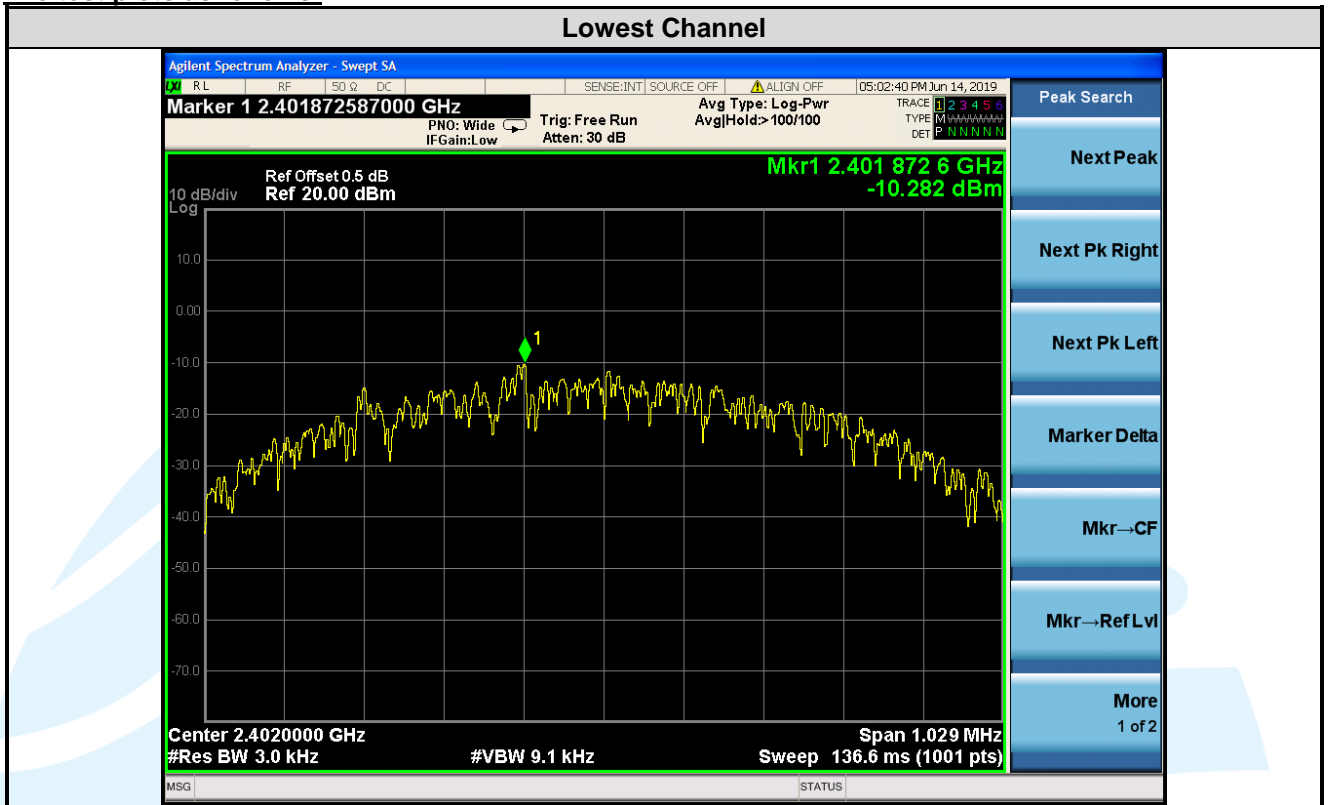 Lowest Channel
Agilent Spectrum Analyzer - Swept SA
LXI RL RF 50 Ω DC SENSE:INT SOURCE OFF ALIGN OFF 05:02:40 PM Jun 14, 2019
Marker 1 2.401872587000 GHz
PNO: Wide
IFGain:Low
Trig: Free Run
Atten: 30 dB
Avg Type: Log-Pwr
Avg|Hold:>100/100
TRACE 1 2 3 4 5 6
TYPE M
DET P N N N N N
Peak Search
Mkr1 2.401 872 6 GHz
-10.282 dBm
Ref Offset 0.5 dB
10 dB/div Ref 20.00 dBm
Log
10.0
0.00
-10.0
-20.0
-30.0
-40.0
-50.0
-60.0
-70.0
1
Center 2.4020000 GHz
Span 1.029 MHz
#Res BW 3.0 kHz
#VBW 9.1 kHz
Sweep 136.6 ms (1001 pts)
MSG
STATUS
Next Peak
Next Pk Right
Next Pk Left
Marker Delta
Mkr→CF
Mkr→Ref Lvl
More
1 of 2